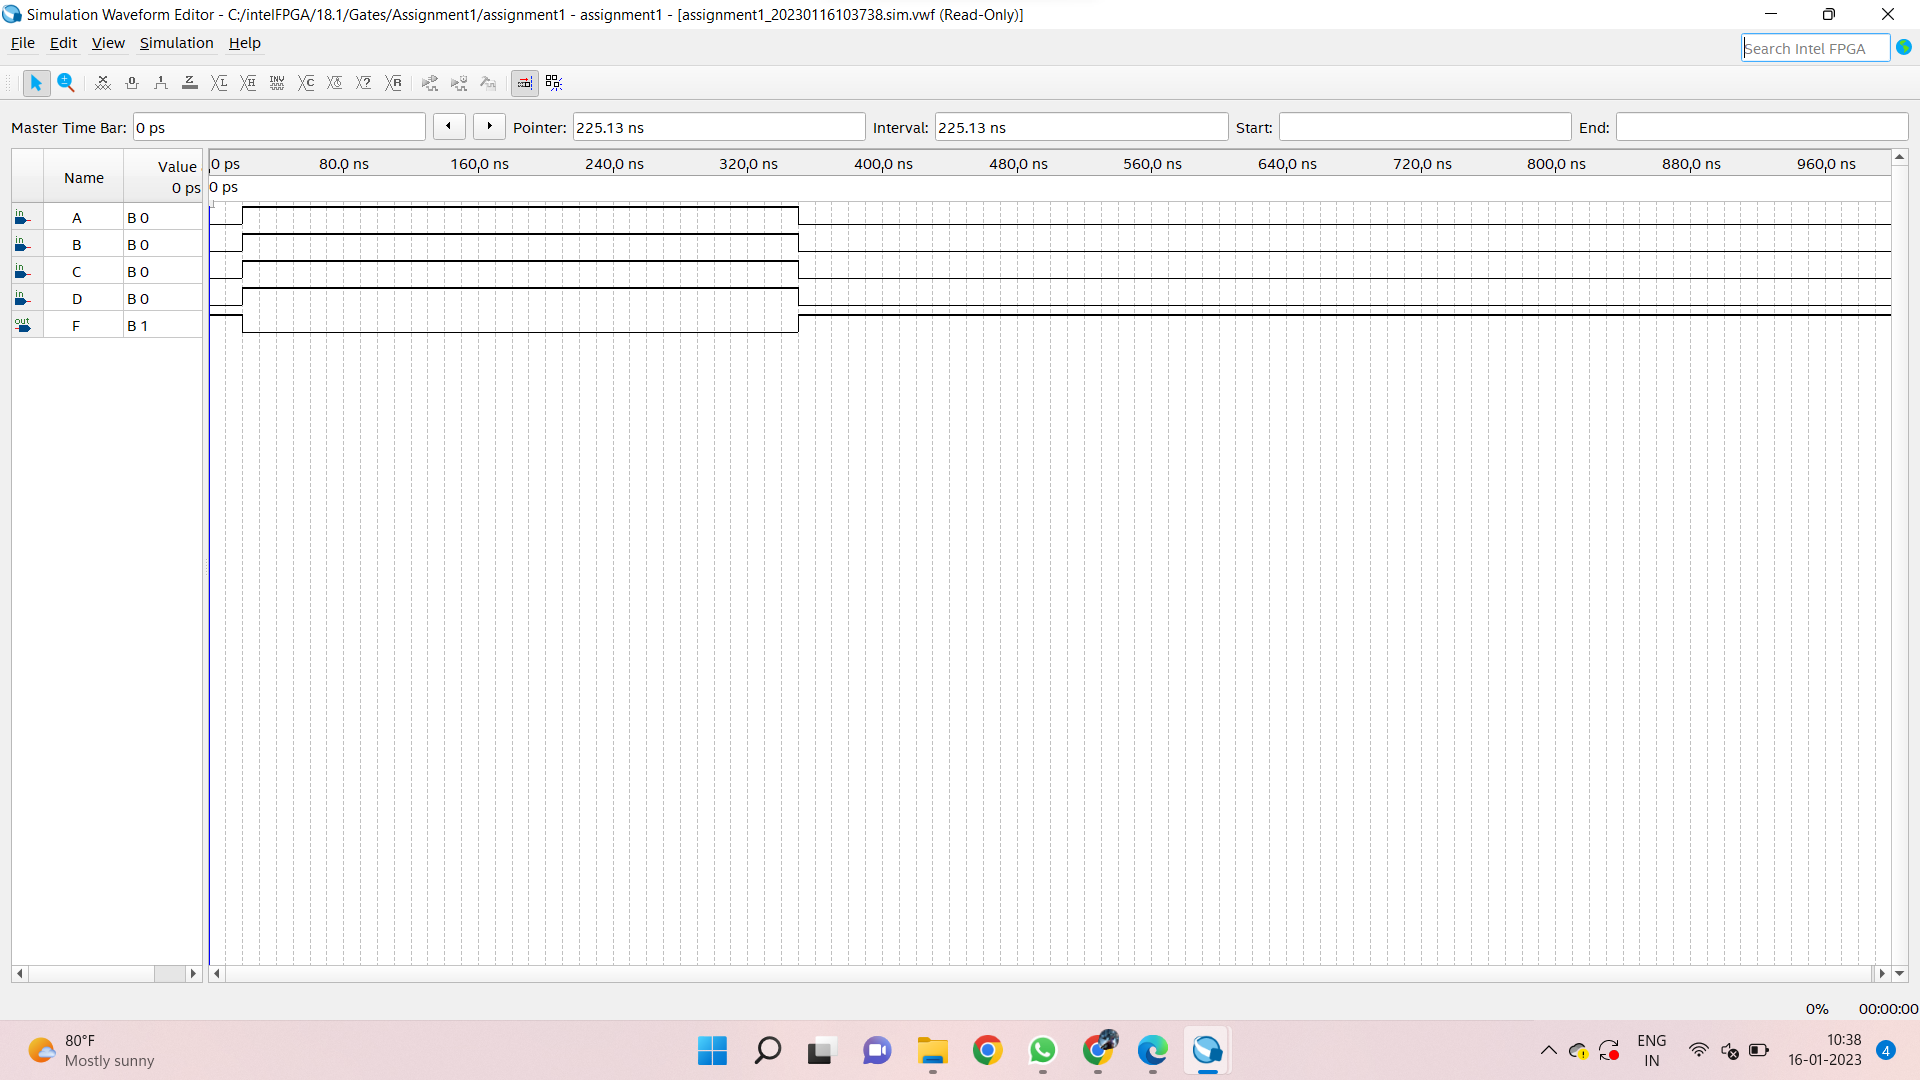 Simulation Waveform Editor - C:/intelFPGA/18.1/Gates/Assignment1/assignment1 - assignment1 - [assignment1_20230116103738.sim.vwf (Read-Only)]
File Edit View Simulation Help
Search Intel FPGA
Master Time Bar: 0 ps Pointer: 225.13 ns Interval: 225.13 ns Start: End:
Name Value 0 ps
0 ps 80.0 ns 160.0 ns 240.0 ns 320.0 ns 400.0 ns 480.0 ns 560.0 ns 640.0 ns 720.0 ns 800.0 ns 880.0 ns 960.0 ns
0 ps
in A B 0
in B B 0
in C B 0
in D B 0
out F B 1
0% 00:00:00
80°F
Mostly sunny
ENG
IN
10:38
16-01-2023
4